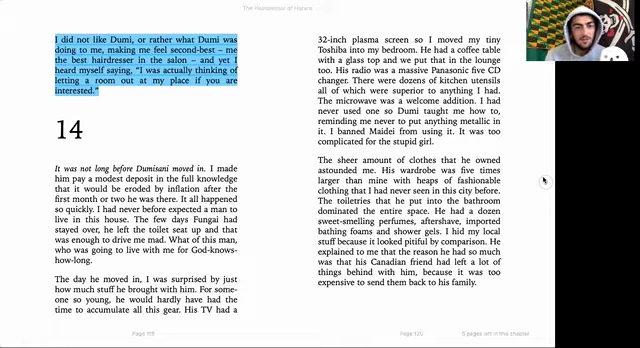 The Hairdresser of Harare
I did not like Dumi, or rather what Dumi was
doing to me, making me feel second-best – me
the best hairdresser in the salon – and yet I
heard myself saying, “I was actually thinking of
letting a room out at my place if you are
interested.”
14
It was not long before Dumisani moved in. I made
him pay a modest deposit in the full knowledge
that it would be eroded by inflation after the
first month or two he was there. It all happened
so quickly. I had never before expected a man to
live in this house. The few days Fungai had
stayed over, he left the toilet seat up and that
was enough to drive me mad. What of this man,
who was going to live with me for God-knows-
how-long.
The day he moved in, I was surprised by just
how much stuff he brought with him. For some-
one so young, he would hardly have had the
time to accumulate all this gear. His TV had a
32-inch plasma screen so I moved my tiny
Toshiba into my bedroom. He had a coffee table
with a glass top and we put that in the lounge
too. His radio was a massive Panasonic five CD
changer. There were dozens of kitchen utensils
all of which were superior to anything I had.
The microwave was a welcome addition. I had
never used one so Dumi taught me how to,
reminding me never to put anything metallic in
it. I banned Maidei from using it. It was too
complicated for the stupid girl.
The sheer amount of clothes that he owned
astounded me. His wardrobe was five times
larger than mine with heaps of fashionable
clothing that I had never seen in this city before.
The toiletries that he put into the bathroom
dominated the entire space. He had a dozen
sweet-smelling perfumes, aftershave, imported
bathing foams and shower gels. I hid my local
stuff because it looked pitiful by comparison. He
explained to me that the reason he had so much
was that his Canadian friend had left a lot of
things behind with him, because it was too
expensive to send them back to his family.
Page
Page
5 pages left in this chapter